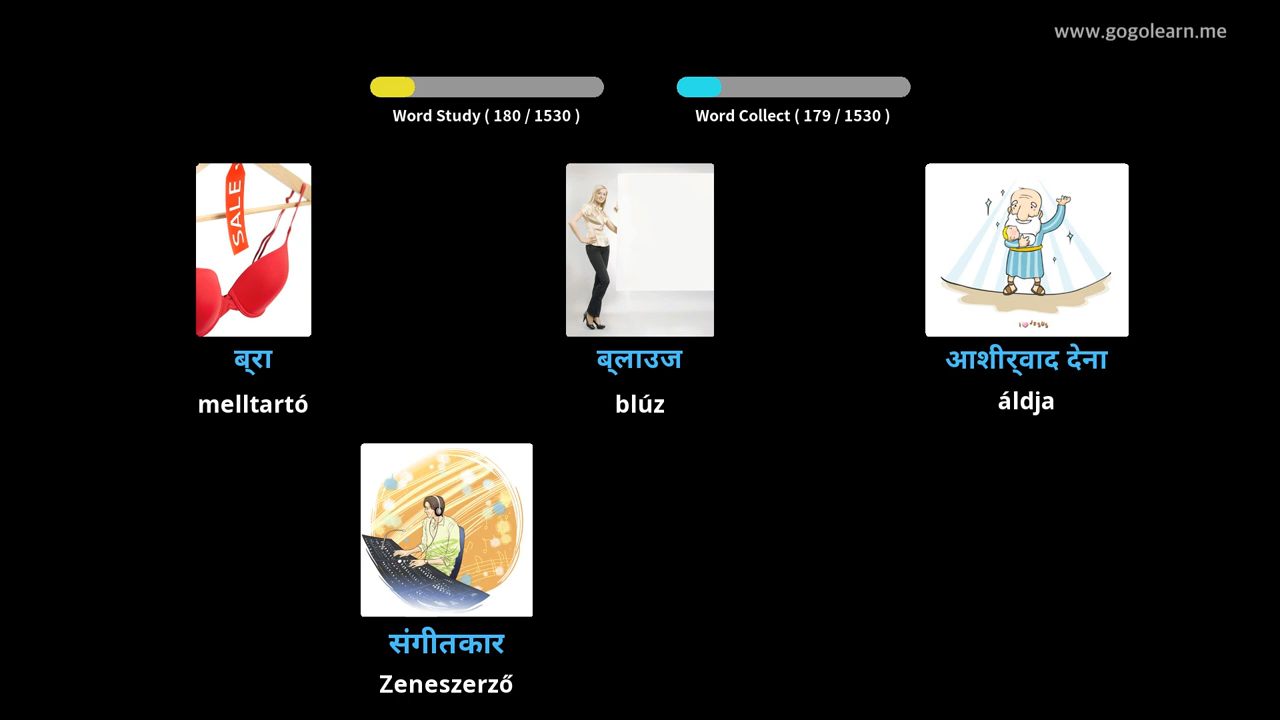 www.gogolearn.me
Word Study ( 180 / 1530 )
Word Collect ( 179 / 1530 )
SALE
ब्रा
ब्लाउज
आशीर्वाद देना
melltartó
blúz
áldja
I ♥ JESUS
संगीतकार
Zeneszerző